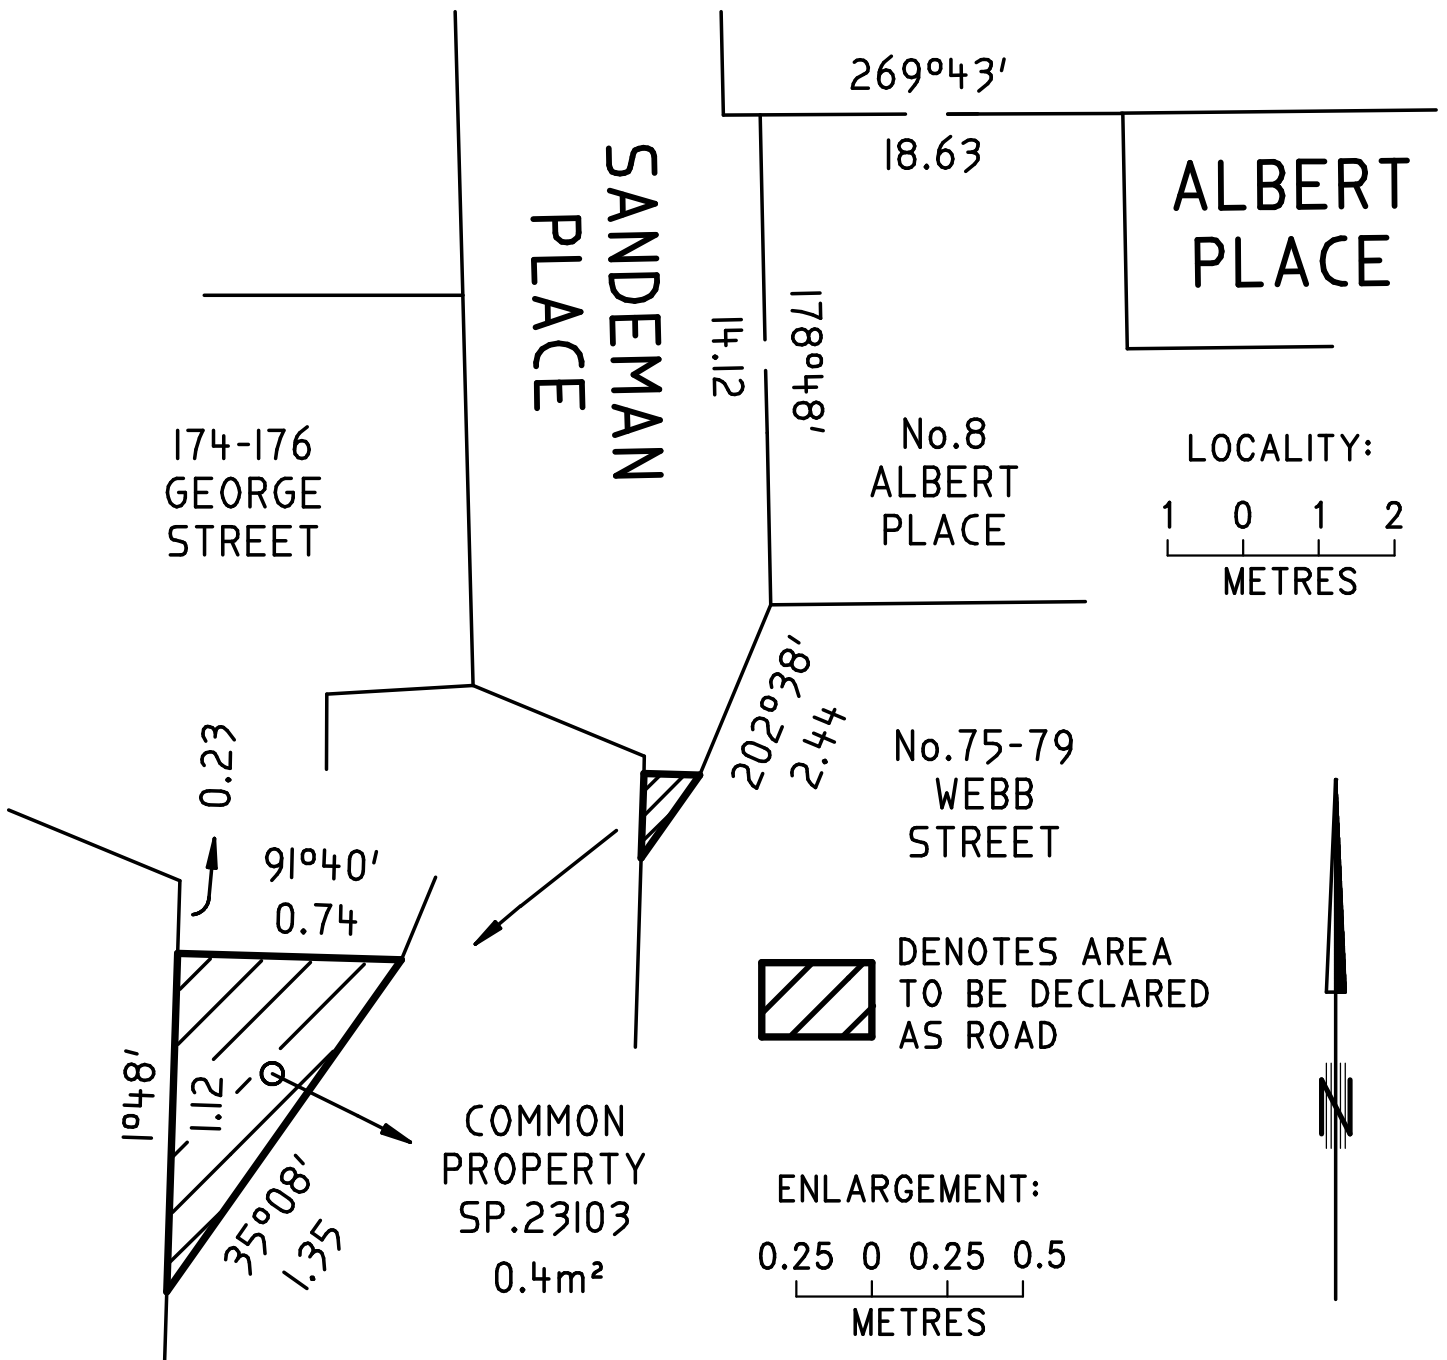 269°43'
18.63
ALBERT
PLACE
SANDEMAN
PLACE
178°48'
14.12
174-176
GEORGE
STREET
No.8
ALBERT
PLACE
LOCALITY:
1 0 1 2
METRES
202°38'
2.44
No.75-79
WEBB
STREET
0.23
91°40'
0.74
DENOTES AREA
TO BE DECLARED
AS ROAD
1°48'
1.12
35°08'
1.35
COMMON
PROPERTY
SP.23103
0.4m²
ENLARGEMENT:
0.25 0 0.25 0.5
METRES
N